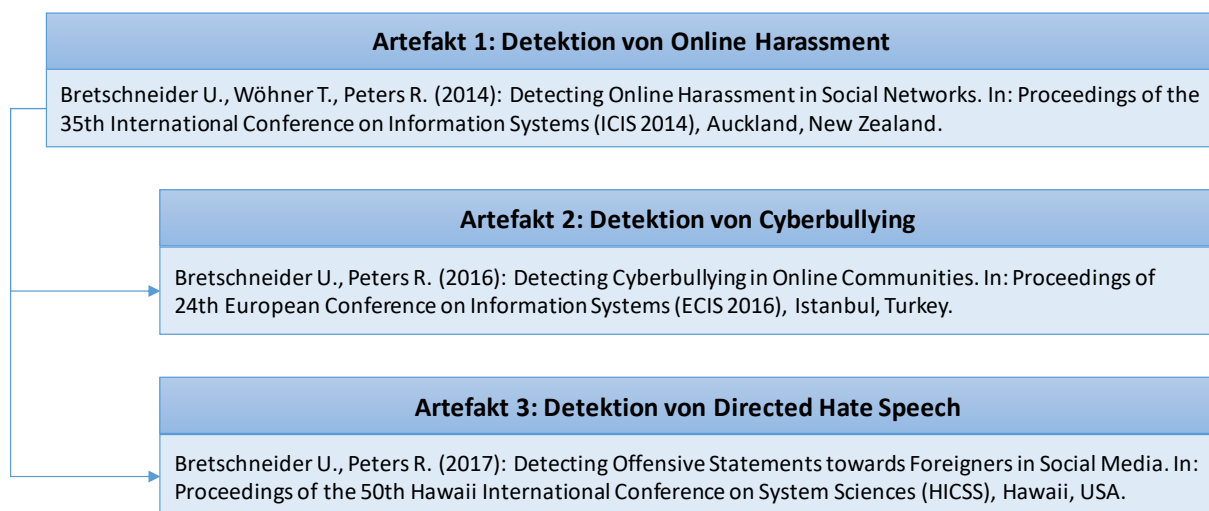 Artefakt 1: Detektion von Online Harassment
Bretschneider U., Wöhner T., Peters R. (2014): Detecting Online Harassment in Social Networks. In: Proceedings of the
35th International Conference on Information Systems (ICIS 2014), Auckland, New Zealand.
Artefakt 2: Detektion von Cyberbullying
Bretschneider U., Peters R. (2016): Detecting Cyberbullying in Online Communities. In: Proceedings of
24th European Conference on Information Systems (ECIS 2016), Istanbul, Turkey.
Artefakt 3: Detektion von Directed Hate Speech
Bretschneider U., Peters R. (2017): Detecting Offensive Statements towards Foreigners in Social Media. In:
Proceedings of the 50th Hawaii International Conference on System Sciences (HICSS), Hawaii, USA.